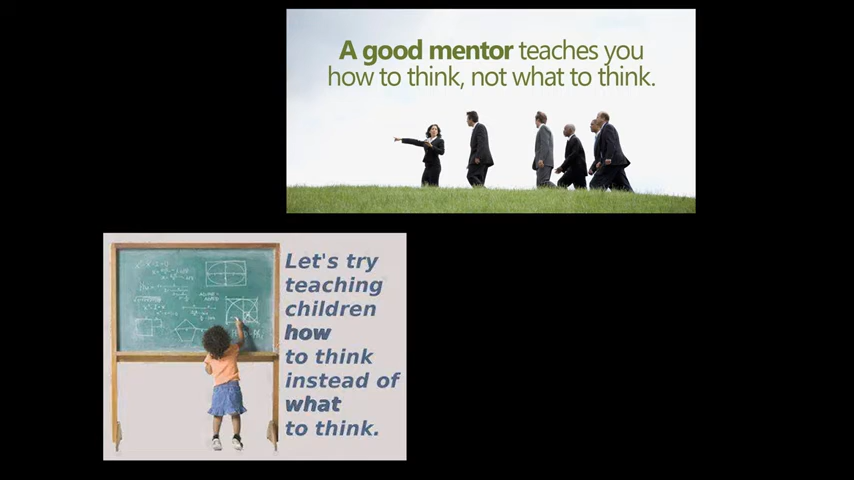 A good mentor teaches you
how to think, not what to think.
Let's try
teaching
children
how
to think
instead of
what
to think.